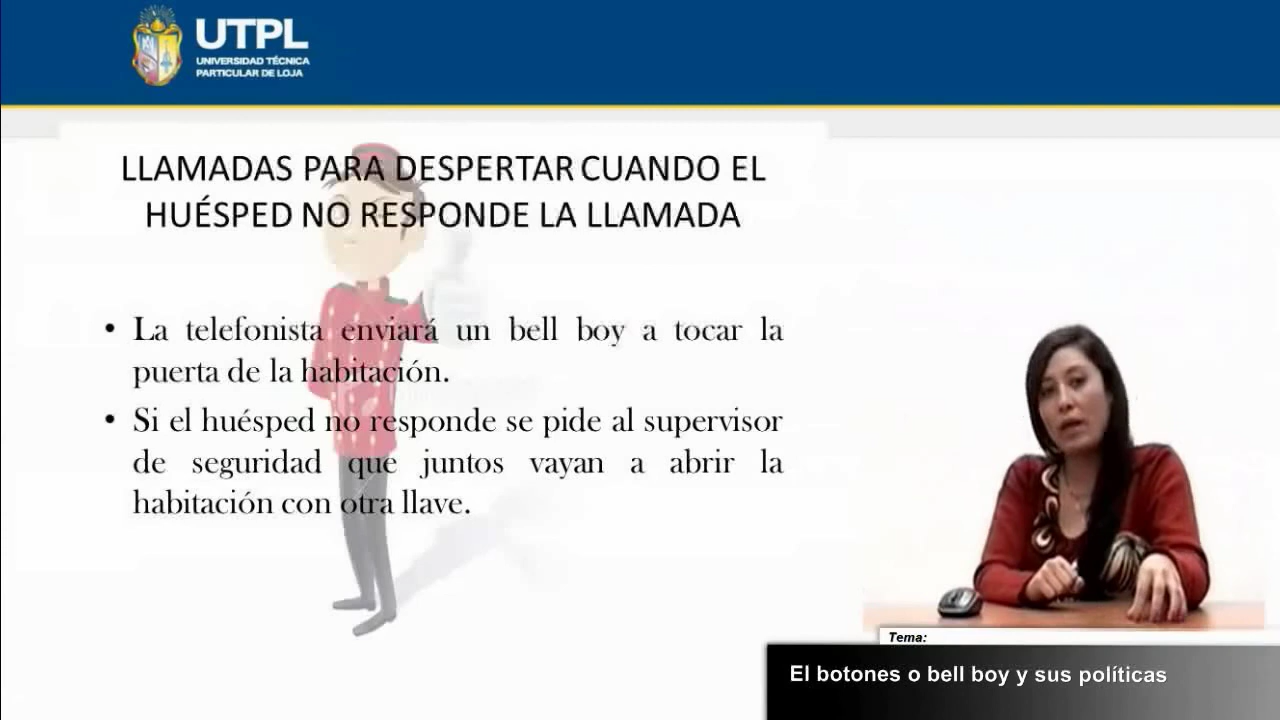 UTPL
UNIVERSIDAD TÉCNICA
PARTICULAR DE LOJA
LLAMADAS PARA DESPERTAR CUANDO EL
HUÉSPED NO RESPONDE LA LLAMADA
• La telefonista enviará un bell boy a tocar la
puerta de la habitación.
• Si el huésped no responde se pide al supervisor
de seguridad que juntos vayan a abrir la
habitación con otra llave.
Tema:
El botones o bell boy y sus políticas